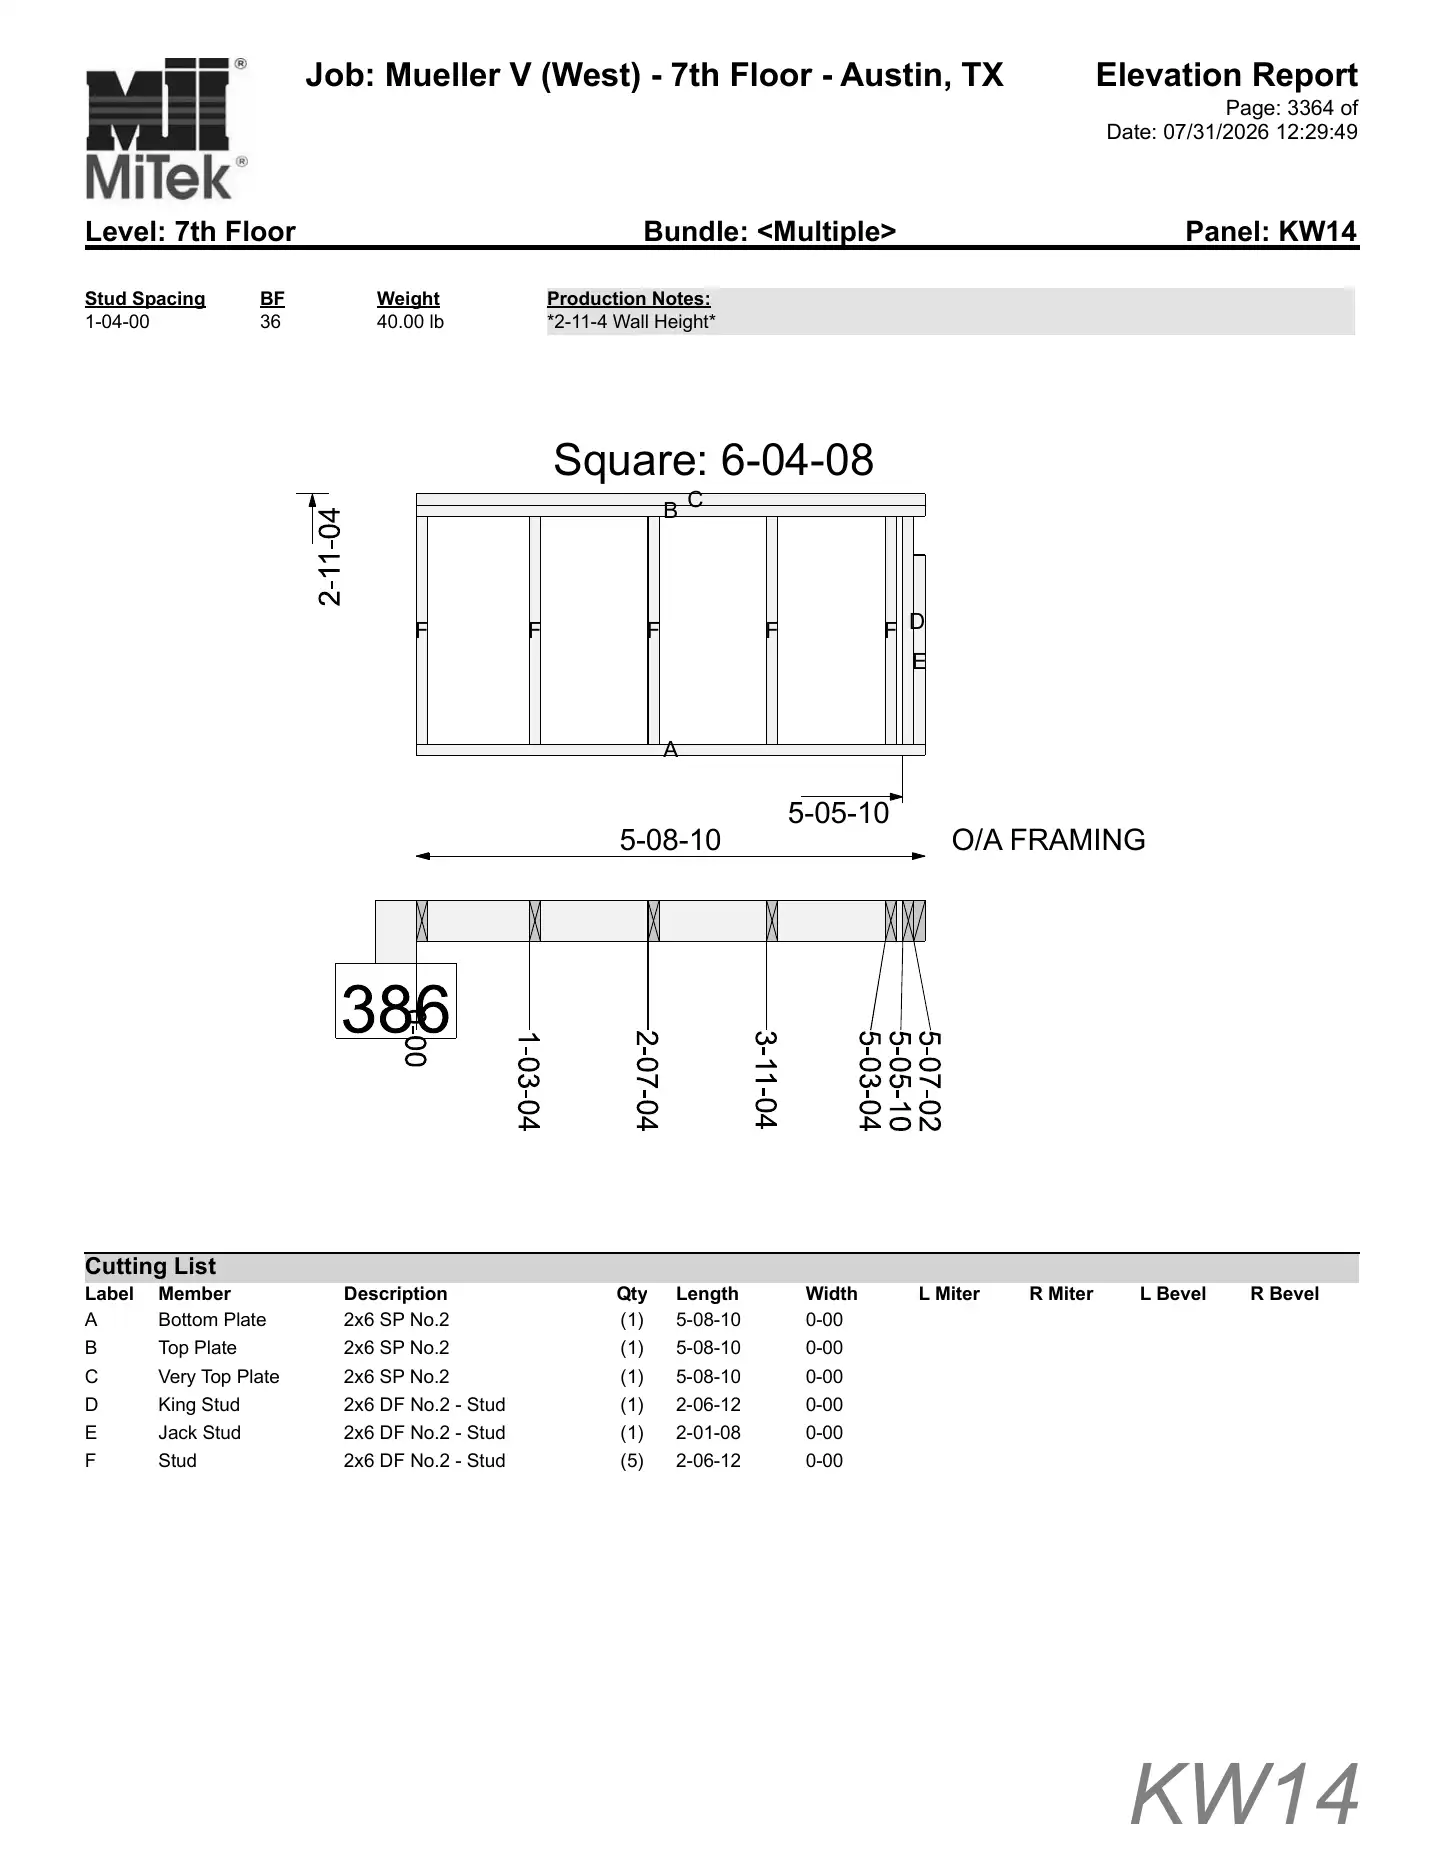 Job: Mueller V (West) - 7th Floor - Austin, TX
Elevation Report
Page: 3364 of
Date: 07/31/2026 12:29:49
MiTek®
Level: 7th Floor Bundle: <Multiple> Panel: KW14
Stud Spacing BF Weight Production Notes:
1-04-00 36 40.00 lb *2-11-4 Wall Height*
Square: 6-04-08
2-11-04
C
B
F F F F F D
E
A
5-05-10
5-08-10 O/A FRAMING
386
0-00
1-03-04
2-07-04
3-11-04
5-03-04
5-05-10
5-07-02
Cutting List
Label Member Description Qty Length Width L Miter R Miter L Bevel R Bevel
A Bottom Plate 2x6 SP No.2 (1) 5-08-10 0-00
B Top Plate 2x6 SP No.2 (1) 5-08-10 0-00
C Very Top Plate 2x6 SP No.2 (1) 5-08-10 0-00
D King Stud 2x6 DF No.2 - Stud (1) 2-06-12 0-00
E Jack Stud 2x6 DF No.2 - Stud (1) 2-01-08 0-00
F Stud 2x6 DF No.2 - Stud (5) 2-06-12 0-00
KW14